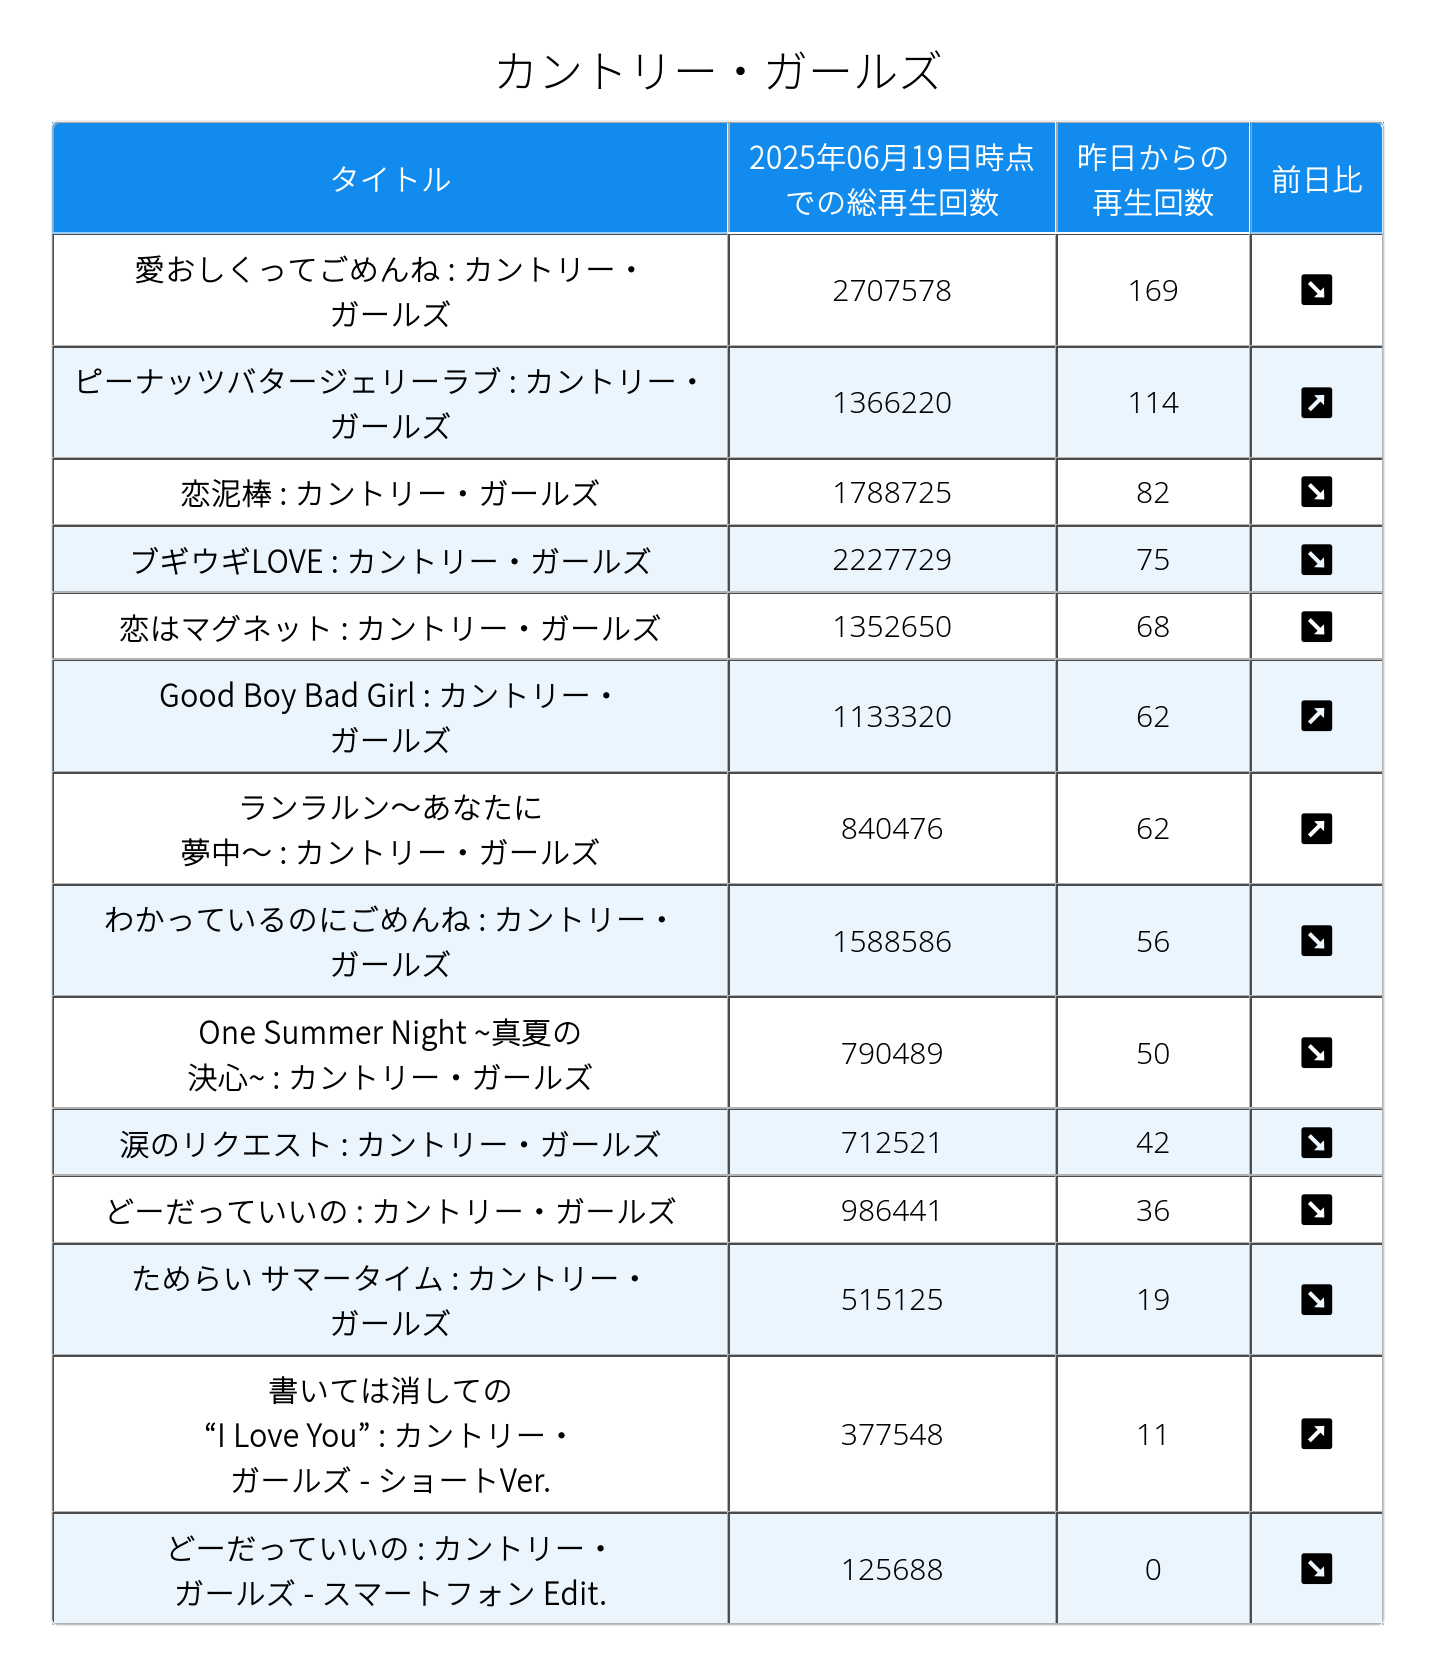 カントリー・ガールズ
タイトル
2025年06月19日時点
での総再生回数
昨日からの
再生回数
前日比
愛おしくってごめんね : カントリー・
ガールズ
2707578
169
ピーナッツバタージェリーラブ : カントリー・
ガールズ
1366220
114
恋泥棒 : カントリー・ガールズ
1788725
82
ブギウギLOVE : カントリー・ガールズ
2227729
75
恋はマグネット : カントリー・ガールズ
1352650
68
Good Boy Bad Girl : カントリー・
ガールズ
1133320
62
ランラルン〜あなたに
夢中〜 : カントリー・ガールズ
840476
62
わかっているのにごめんね : カントリー・
ガールズ
1588586
56
One Summer Night ~真夏の
決心~ : カントリー・ガールズ
790489
50
涙のリクエスト : カントリー・ガールズ
712521
42
どーだっていいの : カントリー・ガールズ
986441
36
ためらい サマータイム : カントリー・
ガールズ
515125
19
書いては消しての
“I Love You” : カントリー・
ガールズ - ショートVer.
377548
11
どーだっていいの : カントリー・
ガールズ - スマートフォン Edit.
125688
0